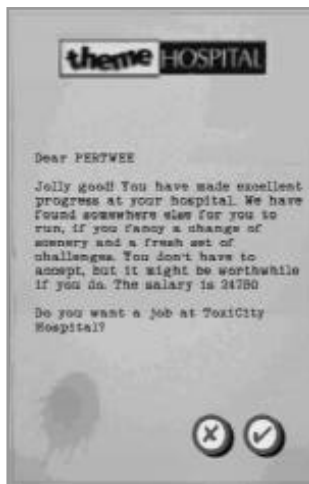 theme HOSPITAL
Dear PERTWEE
Jolly good! You have made excellent
progress at your hospital. We have
found somewhere else for you to
run, if you fancy a change of
scenery and a fresh set of
challenges. You don't have to
accept, but it might be worthwhile
if you do. The salary is 24750
Do you want a job at ToxiCity
Hospital?